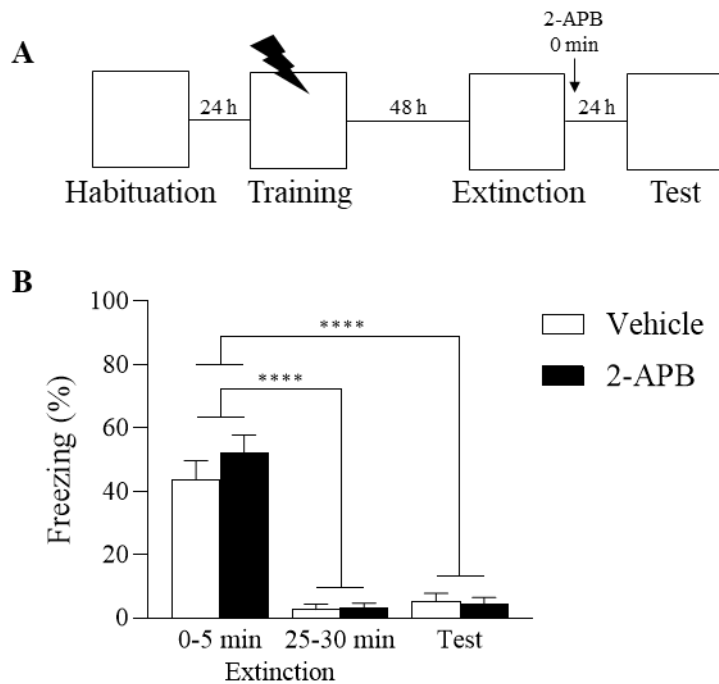 A
2-APB
0 min
24 h
48 h
24 h
Habituation
Training
Extinction
Test
B
Freezing (%)
100
80
60
40
20
0
****
****
Vehicle
2-APB
0-5 min
25-30 min
Test
Extinction